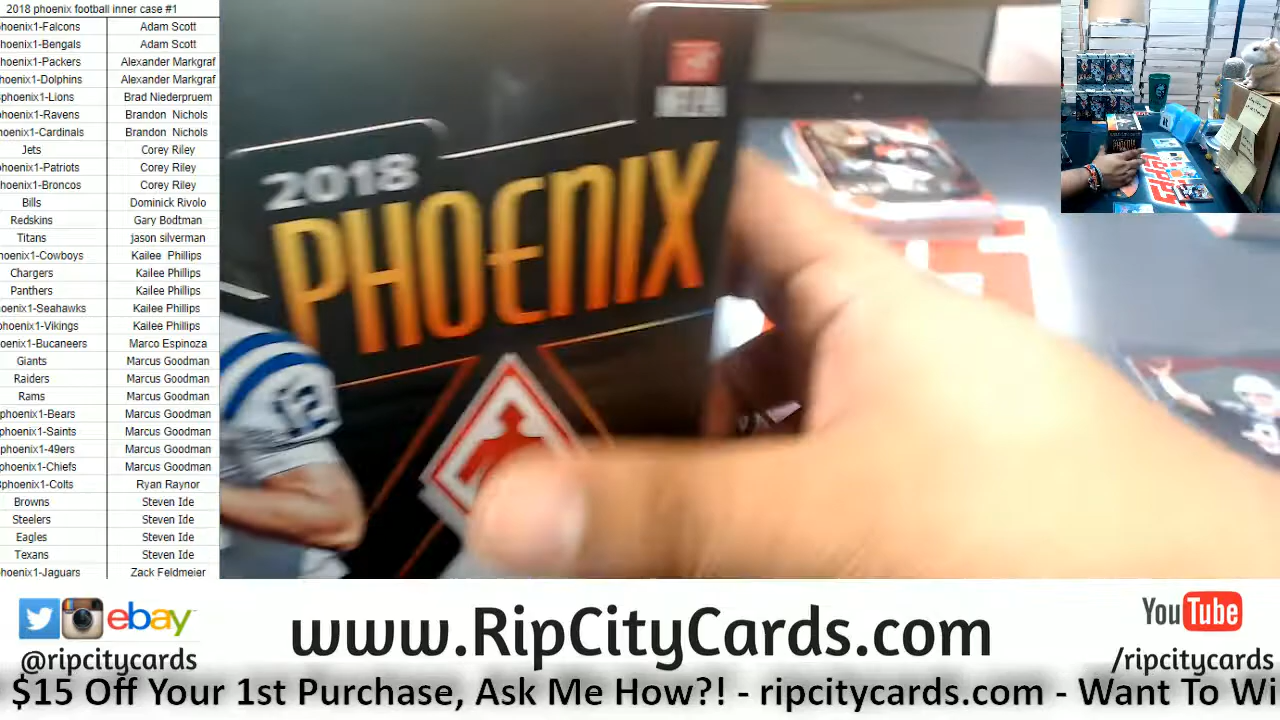 2018 phoenix football inner case #1
hoenix1-Falcons Adam Scott
hoenix1-Bengals Adam Scott
hoenix1-Packers Alexander Markgraf
hoenix1-Dolphins Alexander Markgraf
phoenix1-Lions Brad Niederpruem
hoenix1-Ravens Brandon Nichols
hoenix1-Cardinals Brandon Nichols
Jets Corey Riley
phoenix1-Patriots Corey Riley
hoenix1-Broncos Corey Riley
Bills Dominick Rivolo
Redskins Gary Bodtman
Titans jason silverman
hoenix1-Cowboys Kailee Phillips
Chargers Kailee Phillips
Panthers Kailee Phillips
oenix1-Seahawks Kailee Phillips
phoenix1-Vikings Kailee Phillips
oenix1-Bucaneers Marco Espinoza
Giants Marcus Goodman
Raiders Marcus Goodman
Rams Marcus Goodman
phoenix1-Bears Marcus Goodman
phoenix1-Saints Marcus Goodman
phoenix1-49ers Marcus Goodman
phoenix1-Chiefs Marcus Goodman
phoenix1-Colts Ryan Raynor
Browns Steven Ide
Steelers Steven Ide
Eagles Steven Ide
Texans Steven Ide
hoenix1-Jaguars Zack Feldmeier
2018
PHOENIX
12
ebay
@ripcitycards
www.RipCityCards.com
YouTube
/ripcitycards
$15 Off Your 1st Purchase, Ask Me How?! - ripcitycards.com - Want To Wi